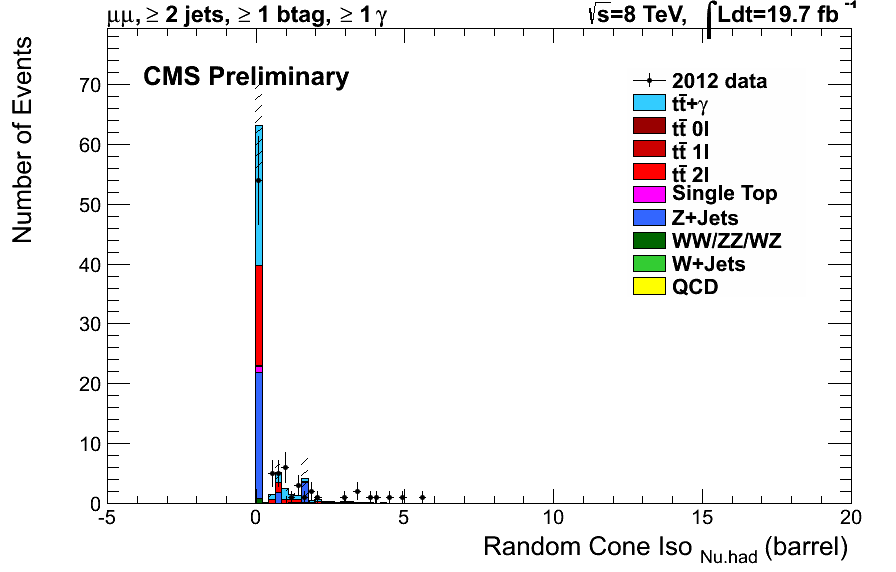 μμ, ≥ 2 jets, ≥ 1 btag, ≥ 1 γ
√s=8 TeV, ∫Ldt=19.7 fb⁻¹
CMS Preliminary
2012 data
tt̄+γ
tt̄ 0l
tt̄ 1l
tt̄ 2l
Single Top
Z+Jets
WW/ZZ/WZ
W+Jets
QCD
Number of Events
70
60
50
40
30
20
10
0
-5 0 5 10 15 20
Random Cone Iso Nu.had (barrel)